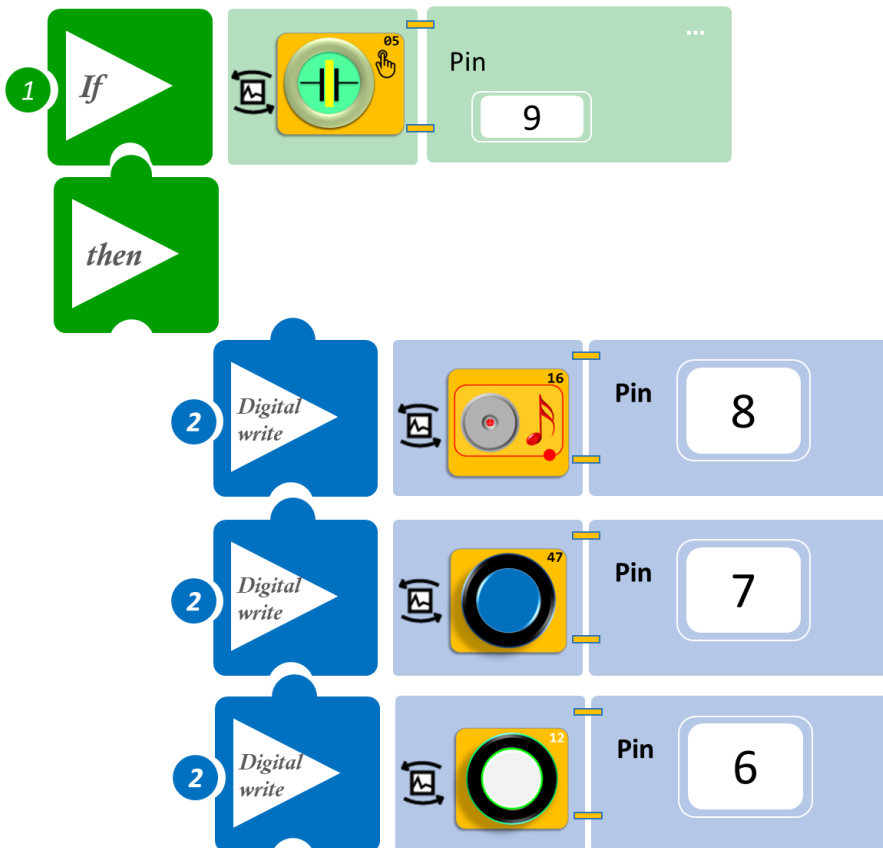 05
...
Pin
1
If
9
then
16
Pin
8
2
Digital
write
47
Pin
7
2
Digital
write
12
Pin
6
2
Digital
write